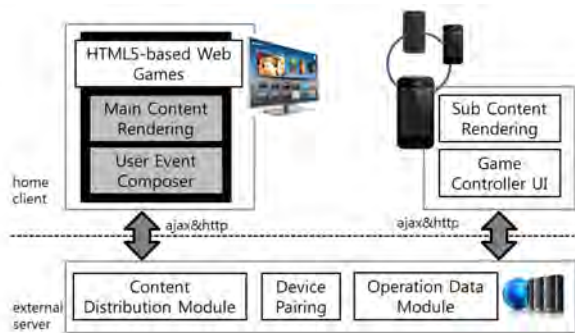 HTML5-based Web
Games
Main Content
Rendering
User Event
Composer
home
client
Sub Content
Rendering
Game
Controller UI
ajax&http
ajax&http
Content
Distribution Module
Device
Pairing
Operation Data
Module
external
server